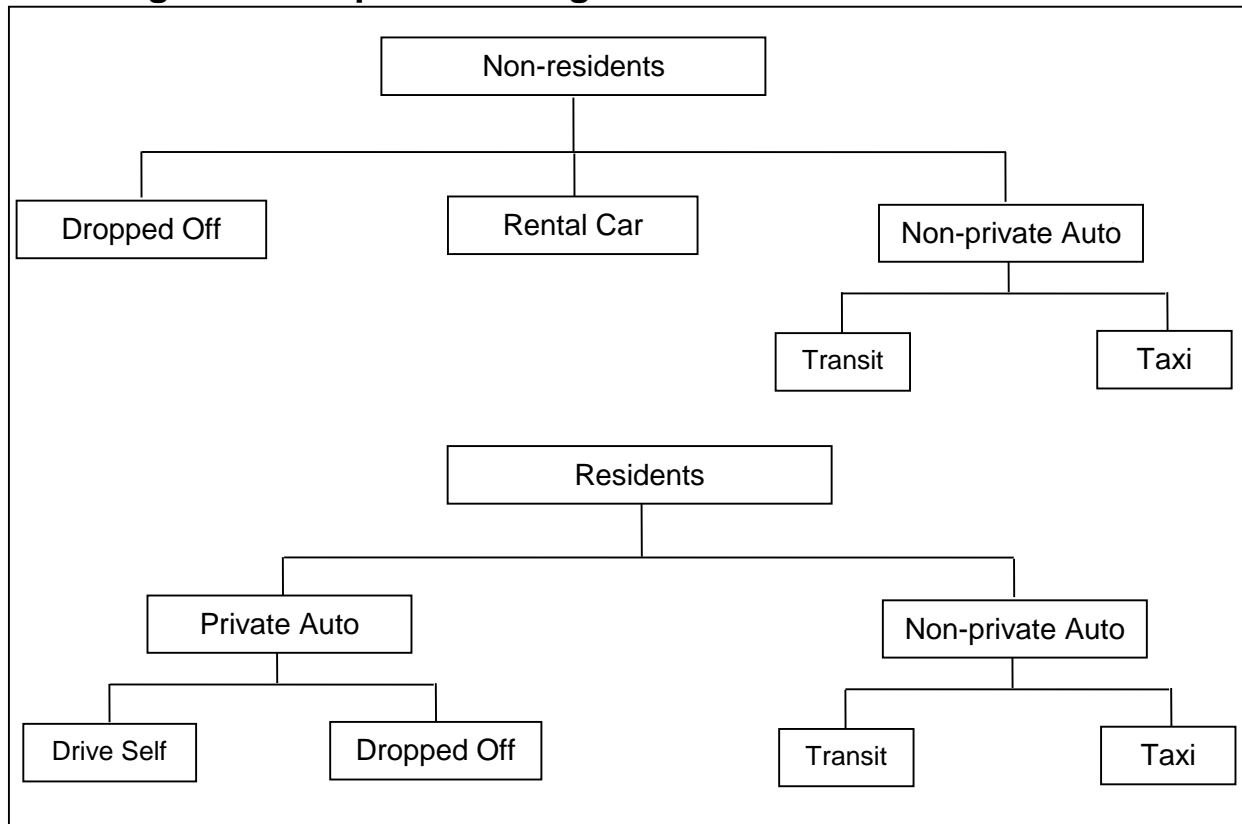 Non-residents
Dropped Off
Rental Car
Non-private Auto
Transit
Taxi
Residents
Private Auto
Non-private Auto
Drive Self
Dropped Off
Transit
Taxi